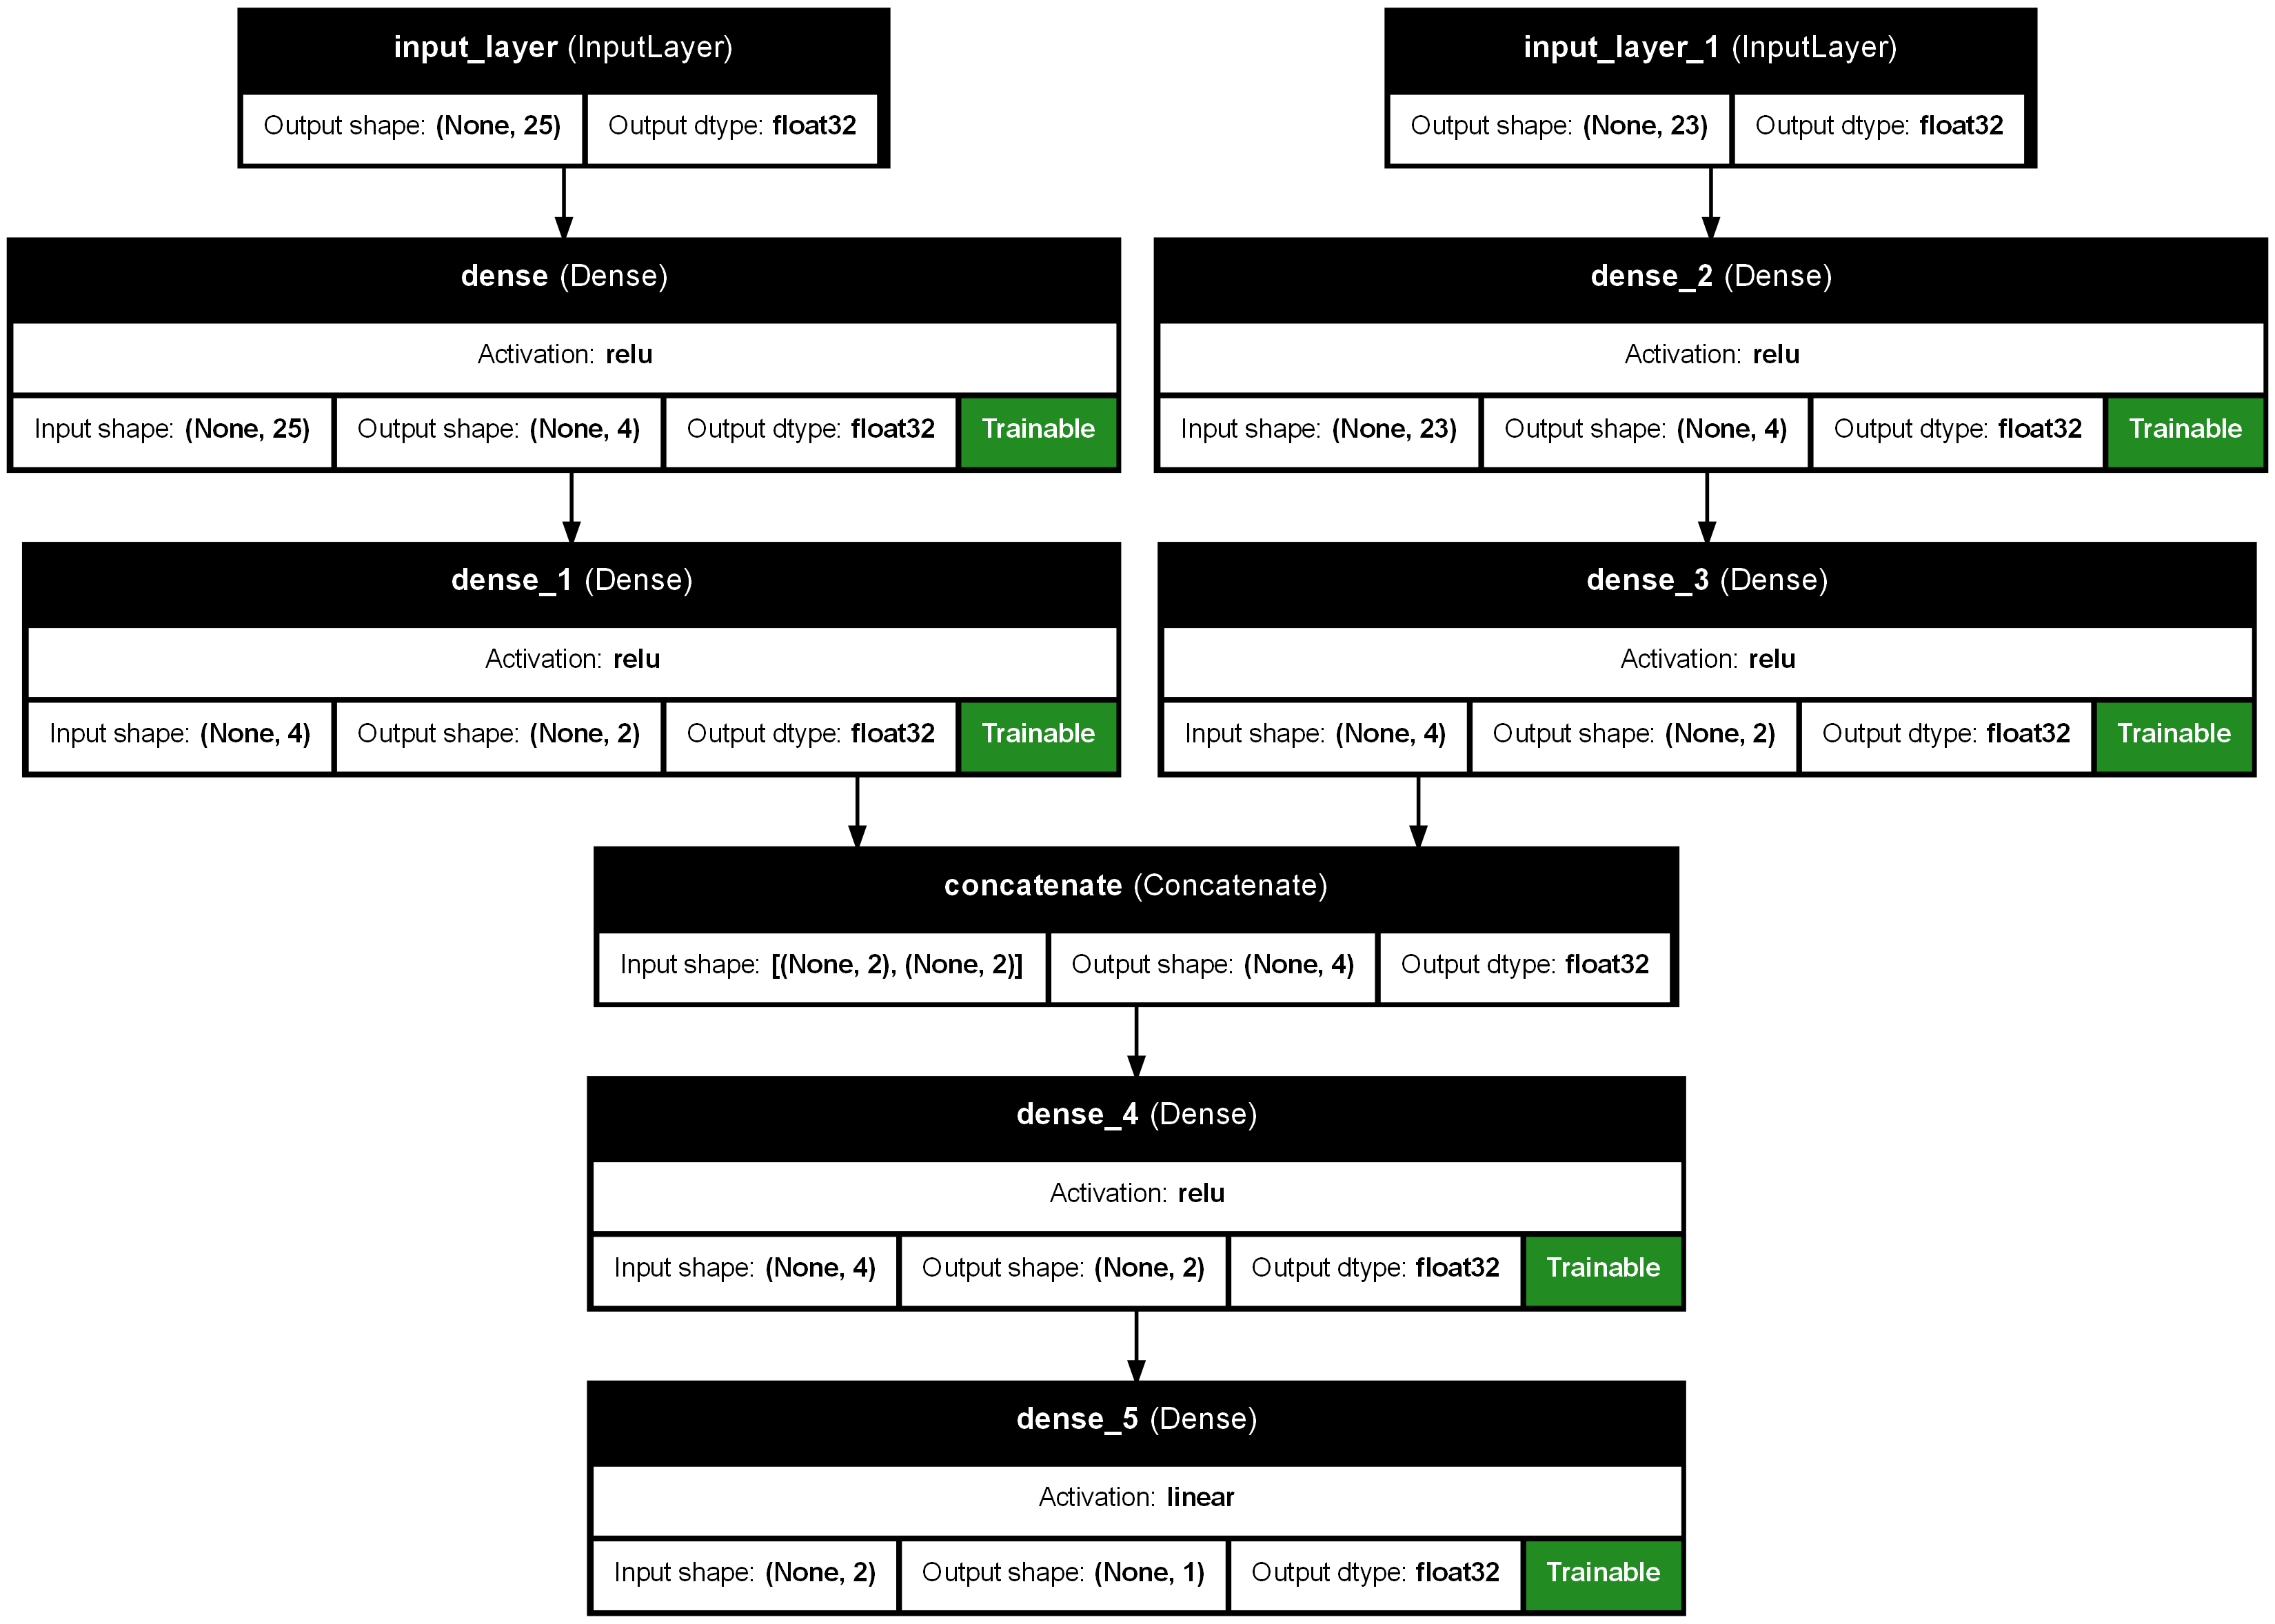 input_layer (InputLayer)
Output shape: (None, 25) Output dtype: float32
input_layer_1 (InputLayer)
Output shape: (None, 23) Output dtype: float32
dense (Dense)
Activation: relu
Input shape: (None, 25) Output shape: (None, 4) Output dtype: float32 Trainable
dense_2 (Dense)
Activation: relu
Input shape: (None, 23) Output shape: (None, 4) Output dtype: float32 Trainable
dense_1 (Dense)
Activation: relu
Input shape: (None, 4) Output shape: (None, 2) Output dtype: float32 Trainable
dense_3 (Dense)
Activation: relu
Input shape: (None, 4) Output shape: (None, 2) Output dtype: float32 Trainable
concatenate (Concatenate)
Input shape: [(None, 2), (None, 2)] Output shape: (None, 4) Output dtype: float32
dense_4 (Dense)
Activation: relu
Input shape: (None, 4) Output shape: (None, 2) Output dtype: float32 Trainable
dense_5 (Dense)
Activation: linear
Input shape: (None, 2) Output shape: (None, 1) Output dtype: float32 Trainable